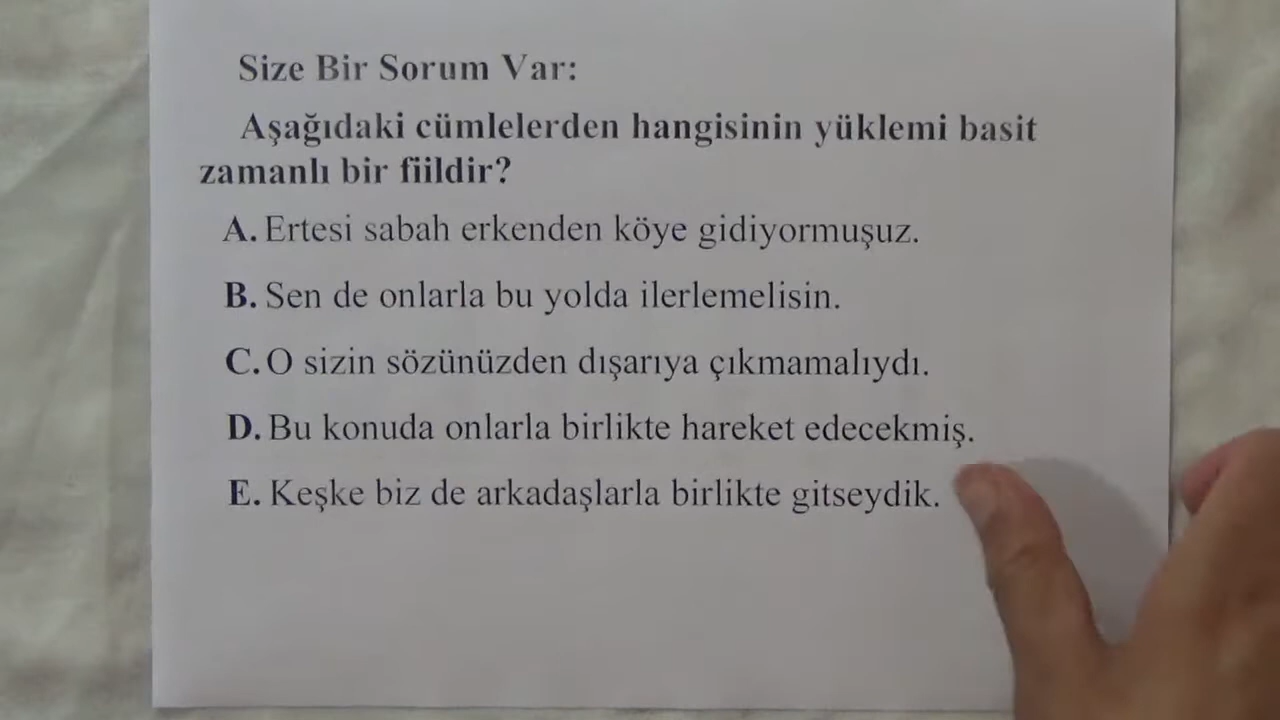 Size Bir Sorum Var:
Aşağıdaki cümlelerden hangisinin yüklemi basit
zamanlı bir fiildir?
A. Ertesi sabah erkenden köye gidiyormuşuz.
B. Sen de onlarla bu yolda ilerlemelisin.
C. O sizin sözünüzden dışarıya çıkmamalıydı.
D. Bu konuda onlarla birlikte hareket edecekmiş.
E. Keşke biz de arkadaşlarla birlikte gitseydik.